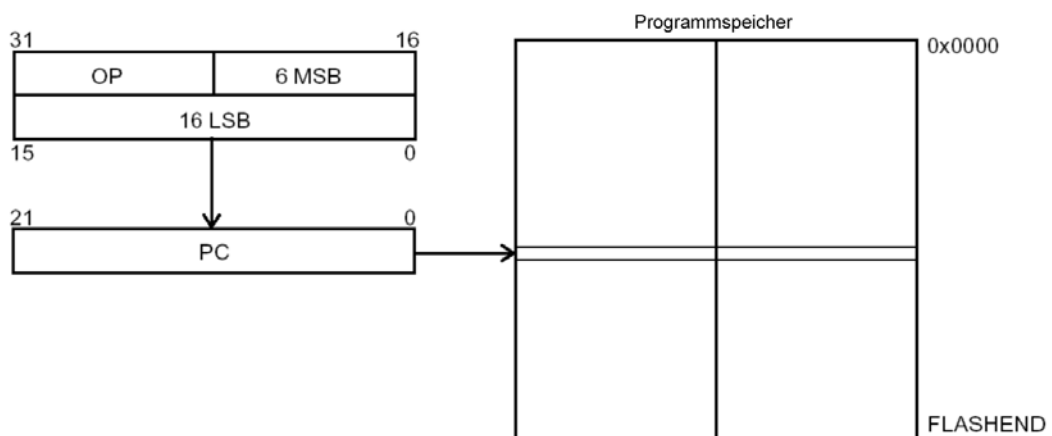 Programmspeicher
31 16
0x0000
OP 6 MSB
16 LSB
15 0
21 0
PC
FLASHEND